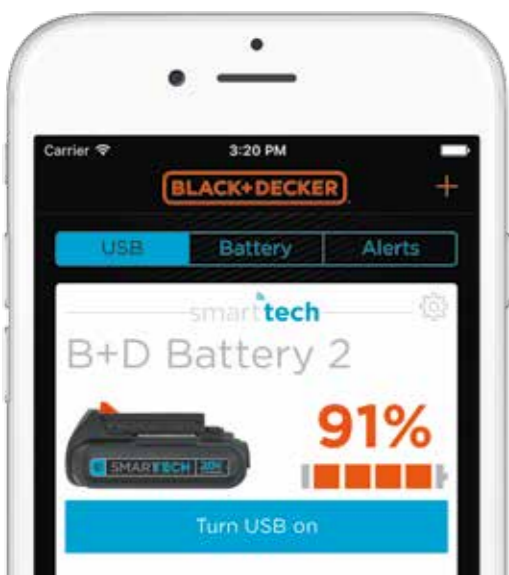 Carrier 3:20 PM
BLACK+DECKER
+
USB Battery Alerts
smarttech
B+D Battery 2
91%
SMARTECH 20V
Turn USB on